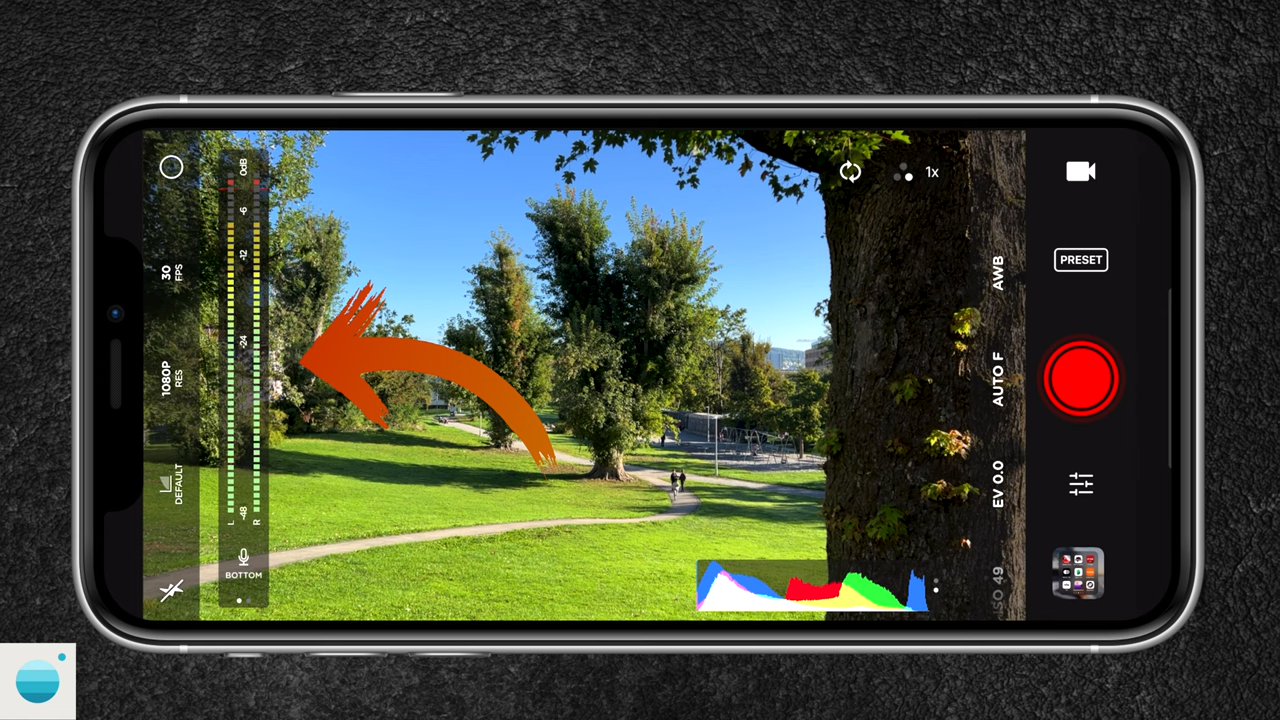 30
FPS
1080P
RES
DEFAULT
0dB
-6
-12
-24
-48
L
R
BOTTOM
1x
AWB
AUTO F
EV 0.0
ISO 49
PRESET